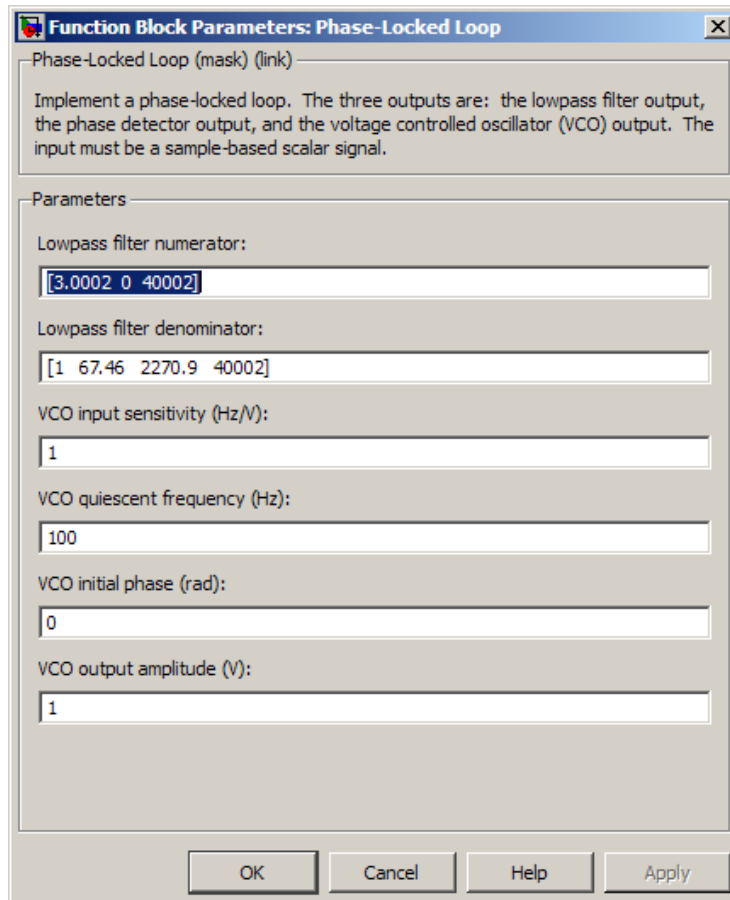 Function Block Parameters: Phase-Locked Loop
Phase-Locked Loop (mask) (link)
Implement a phase-locked loop. The three outputs are: the lowpass filter output,
the phase detector output, and the voltage controlled oscillator (VCO) output. The
input must be a sample-based scalar signal.
Parameters
Lowpass filter numerator:
[3.0002 0 40002]
Lowpass filter denominator:
[1 67.46 2270.9 40002]
VCO input sensitivity (Hz/V):
1
VCO quiescent frequency (Hz):
100
VCO initial phase (rad):
0
VCO output amplitude (V):
1
OK Cancel Help Apply